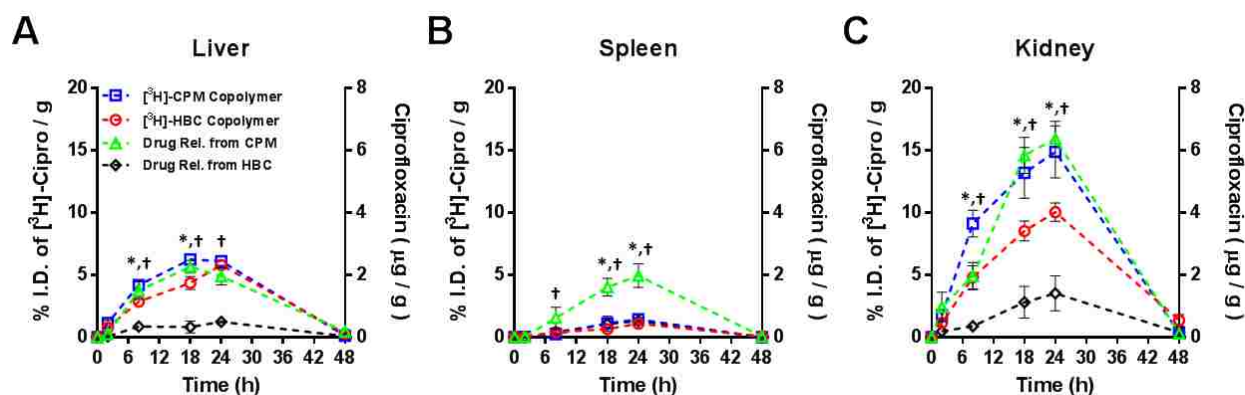 A
Liver
% I.D. of [³H]-Cipro / g
20
15
10
5
0
[³H]-CPM Copolymer
[³H]-HBC Copolymer
Drug Rel. from CPM
Drug Rel. from HBC
*,†
*,†
†
8
6
4
2
0
Ciprofloxacin ( µg / g )
0 6 12 18 24 30 36 42 48
Time (h)
B
Spleen
% I.D. of [³H]-Cipro / g
20
15
10
5
0
†
*,†
*,†
8
6
4
2
0
Ciprofloxacin ( µg / g )
0 6 12 18 24 30 36 42 48
Time (h)
C
Kidney
% I.D. of [³H]-Cipro / g
20
15
10
5
0
*,†
*,†
*,†
8
6
4
2
0
Ciprofloxacin ( µg / g )
0 6 12 18 24 30 36 42 48
Time (h)